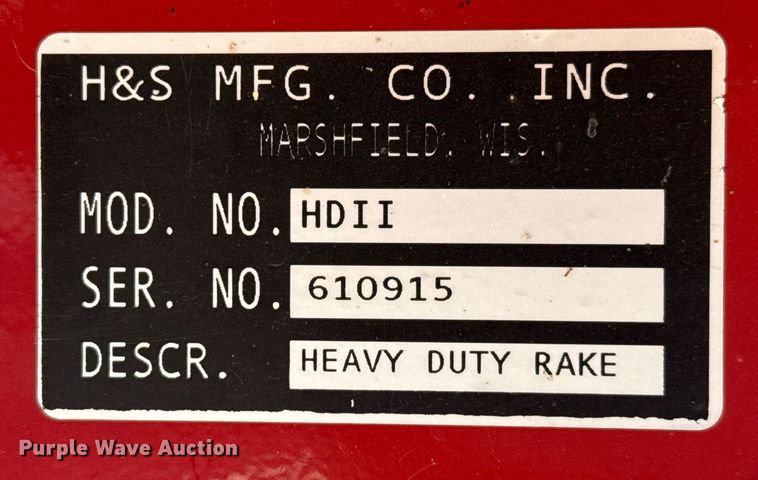 H&S MFG. CO. INC.
MARSHFIELD, WIS.
MOD. NO. HDII
SER. NO. 610915
DESCR. HEAVY DUTY RAKE
Purple Wave Auction